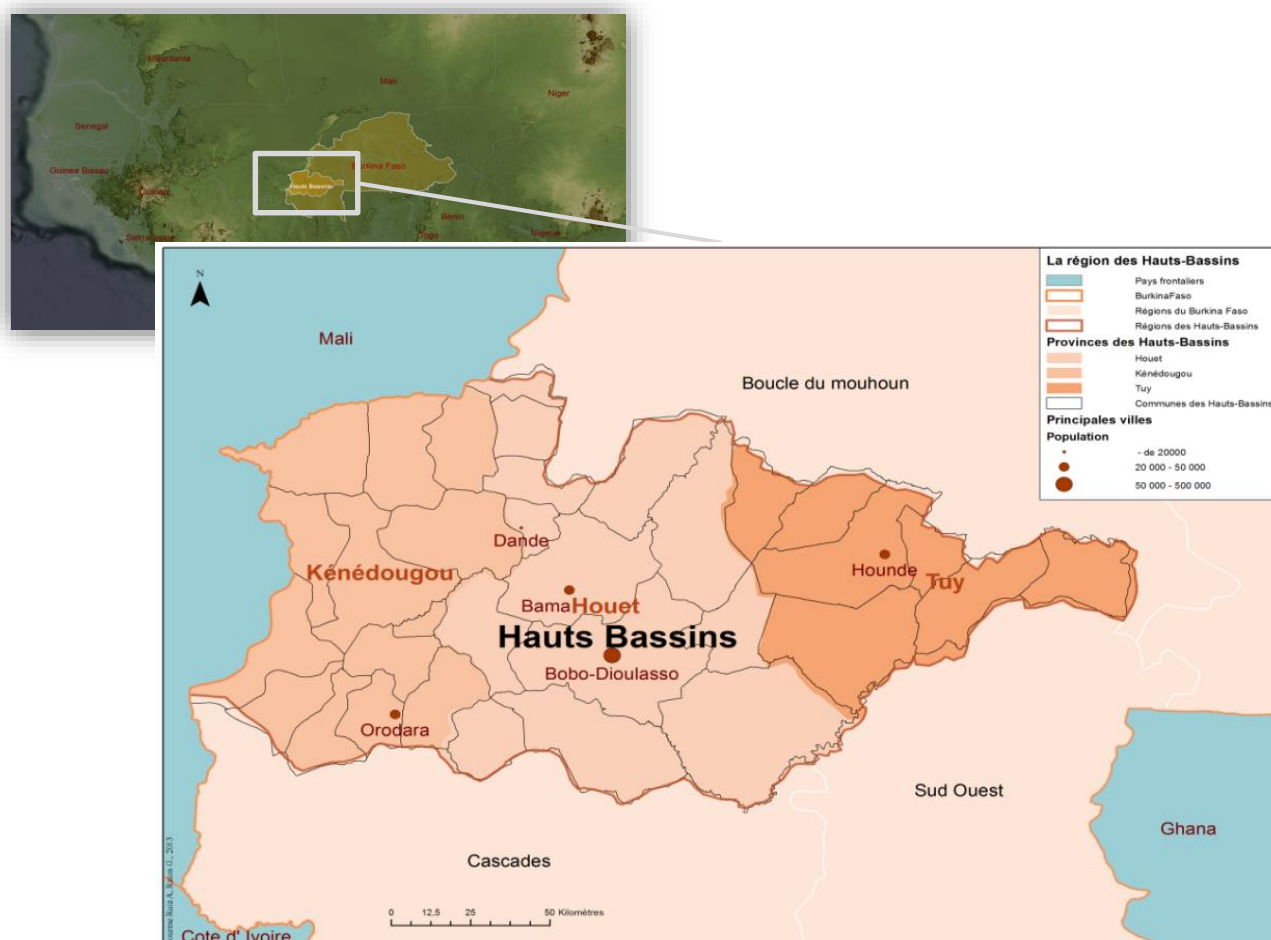 Mauritania
Mali
Niger
Senegal
Guinea Bissau
Burkina Faso
Hauts Bassins
Guinea
Benin
Togo
Nigeria
N
Mali
Boucle du mouhoun
La région des Hauts-Bassins
Pays frontaliers
BurkinaFaso
Régions du Burkina Faso
Régions des Hauts-Bassins
Provinces des Hauts-Bassins
Houet
Kénédougou
Tuy
Communes des Hauts-Bassins
Principales villes
Population
- de 20000
20 000 - 50 000
50 000 - 500 000
Dande
Kénédougou
Hounde
Tuy
Bama
Houet
Hauts Bassins
Bobo-Dioulasso
Orodara
Sud Ouest
Ghana
Cascades
0 12,5 25 50 Kilomètres
Cote d' Ivoire
Ruiz A, G., 2013